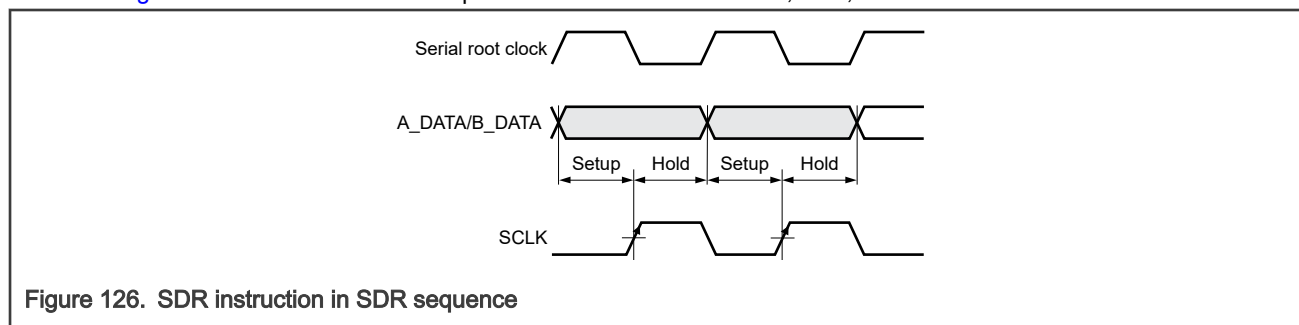 Serial root clock
A_DATA/B_DATA
Setup Hold Setup Hold
SCLK
Figure 126. SDR instruction in SDR sequence